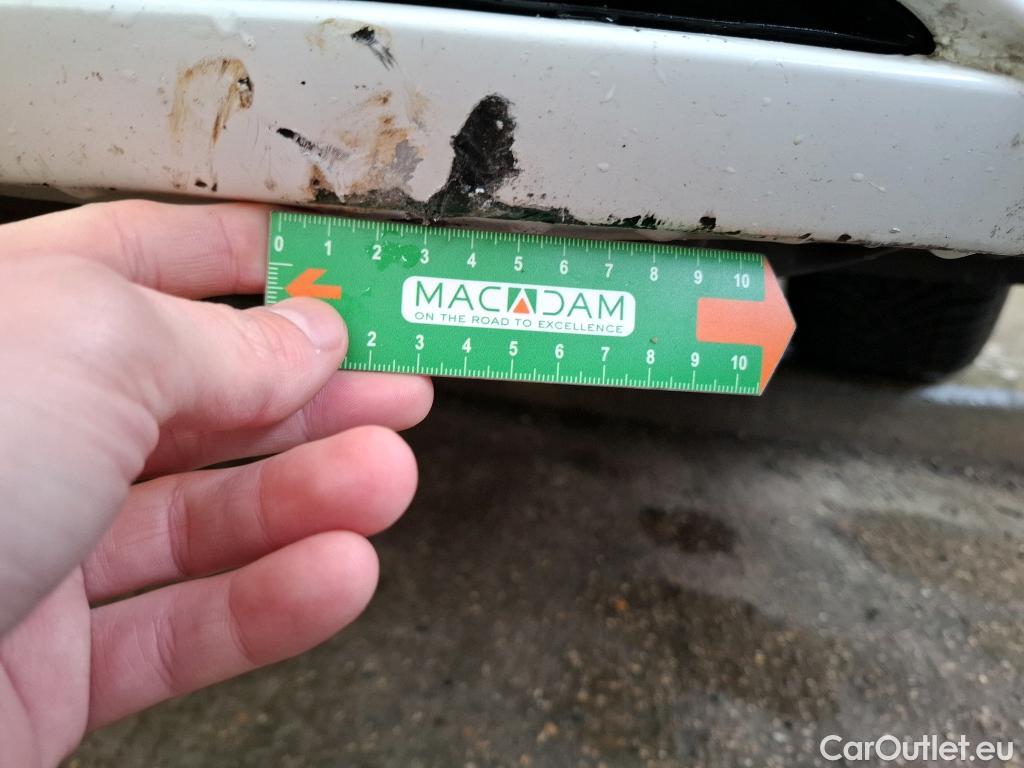 0 1 2 3 4 5 6 7 8 9 10
MACADAM
ON THE ROAD TO EXCELLENCE
2 3 4 5 6 7 8 9 10
CarOutlet.eu